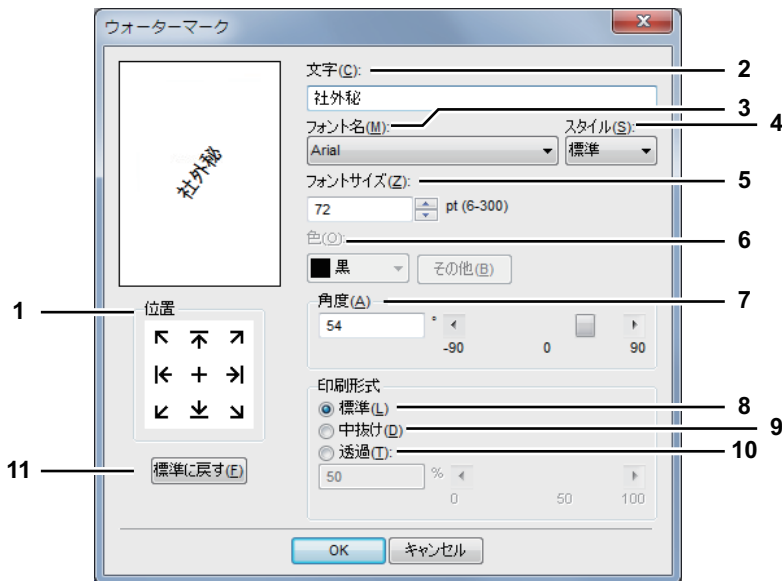 ウォーターマーク
文字(C):
2
社外秘
フォント名(M):
3
スタイル(S):
4
Arial
標準
社外秘
フォントサイズ(Z):
5
72
pt (6-300)
色(O):
6
黒
その他(B)
1
位置
角度(A)
7
54
°
-90
0
90
印刷形式
標準(L)
8
中抜け(D)
9
透過(T):
10
11
標準に戻す(F)
50
%
0
50
100
OK
キャンセル